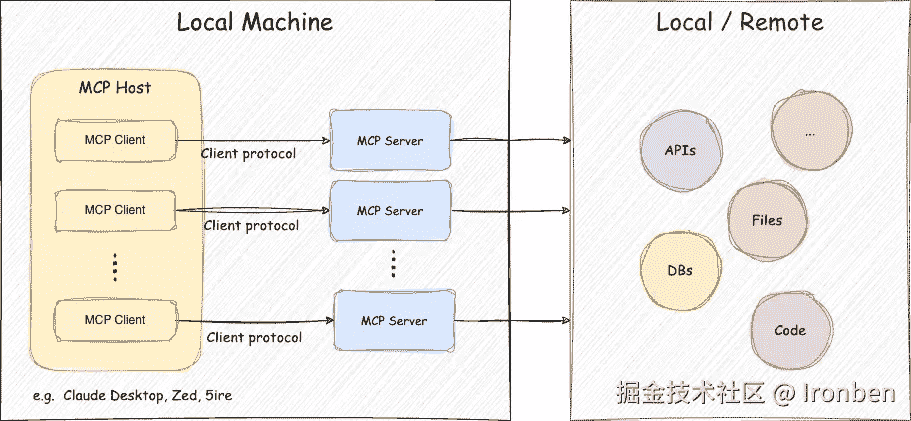 Local Machine
Local / Remote
MCP Host
MCP Client
Client protocol
MCP Server
MCP Client
Client protocol
MCP Server
MCP Client
Client protocol
MCP Server
e.g. Claude Desktop, Zed, 5ire
APIs
...
Files
DBs
Code
掘金技术社区 @ Ironben